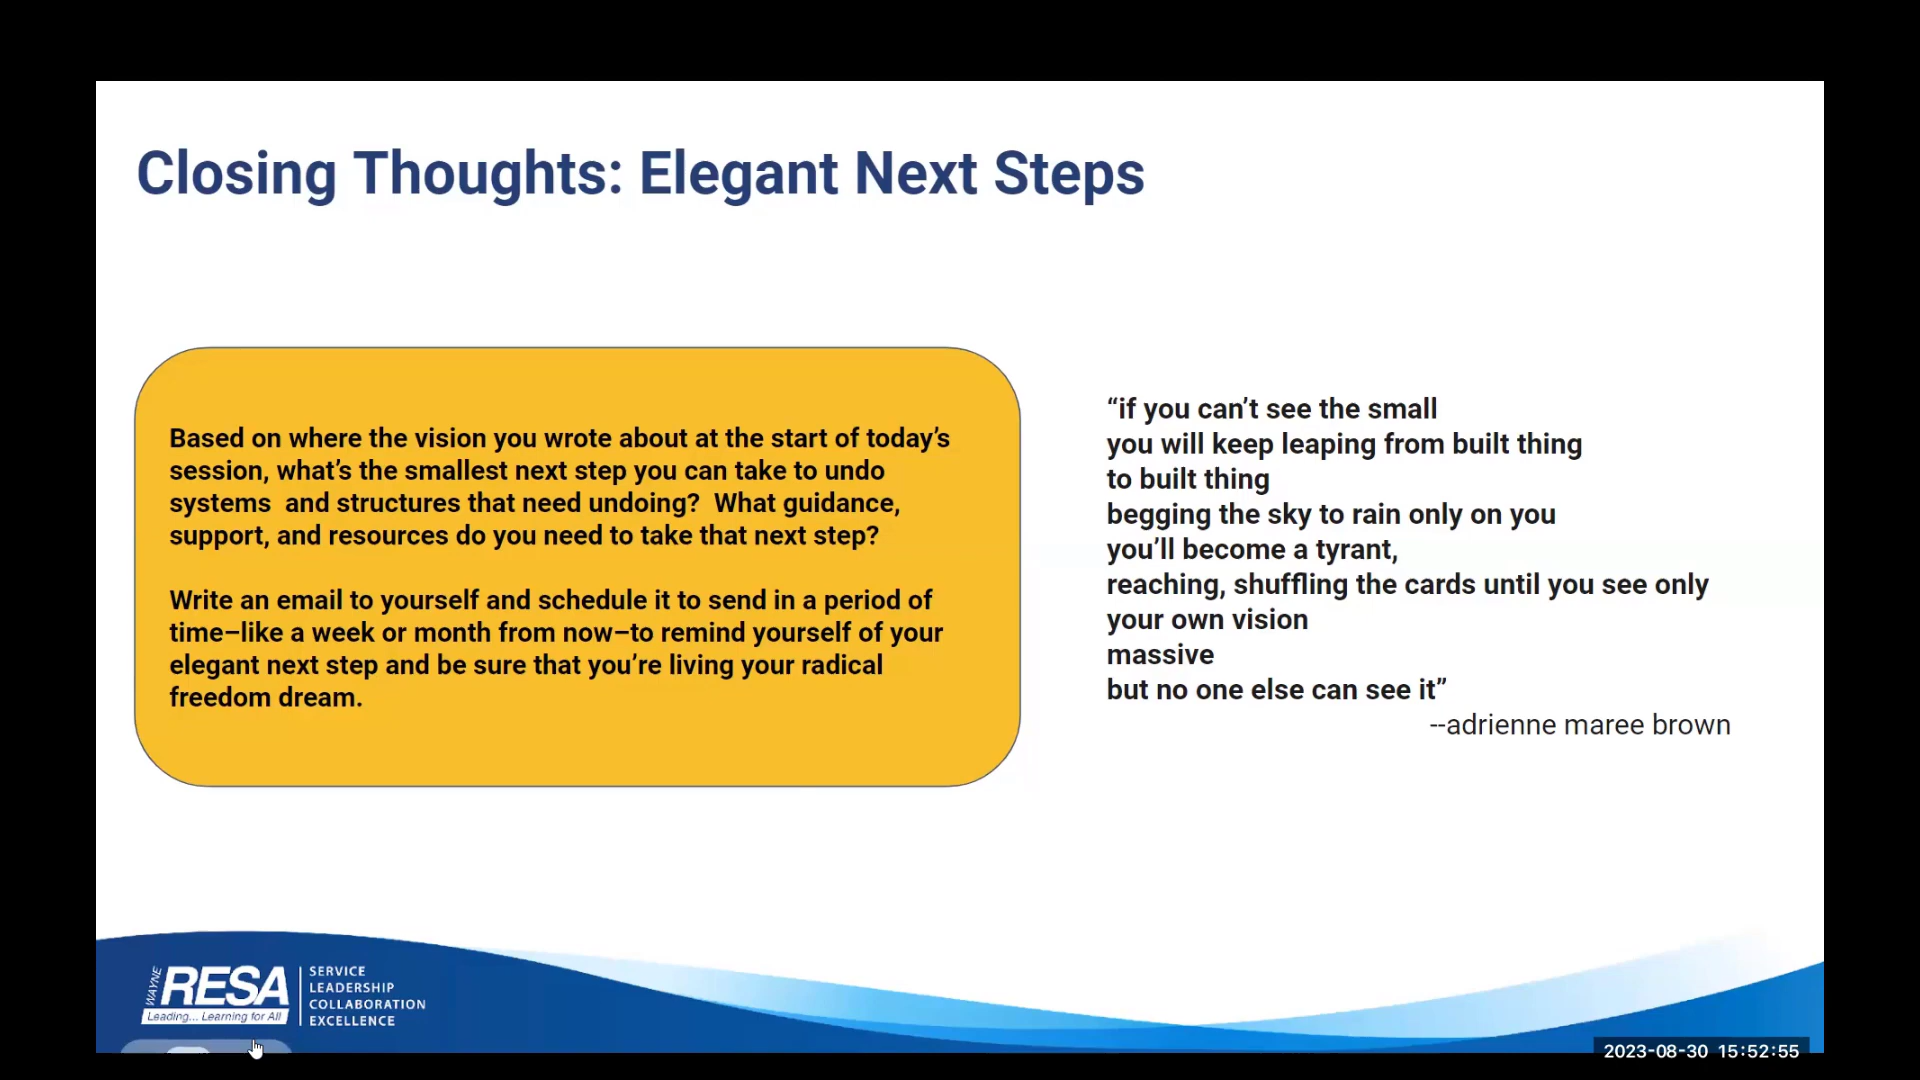 Closing Thoughts: Elegant Next Steps
Based on where the vision you wrote about at the start of today’s
session, what’s the smallest next step you can take to undo
systems  and structures that need undoing?  What guidance,
support, and resources do you need to take that next step?
Write an email to yourself and schedule it to send in a period of
time–like a week or month from now–to remind yourself of your
elegant next step and be sure that you’re living your radical
freedom dream.
“if you can’t see the small
you will keep leaping from built thing
to built thing
begging the sky to rain only on you
you’ll become a tyrant,
reaching, shuffling the cards until you see only
your own vision
massive
but no one else can see it”
--adrienne maree brown
WAYNE
RESA
Leading... Learning for All
SERVICE
LEADERSHIP
COLLABORATION
EXCELLENCE
2023-08-30 15:52:55